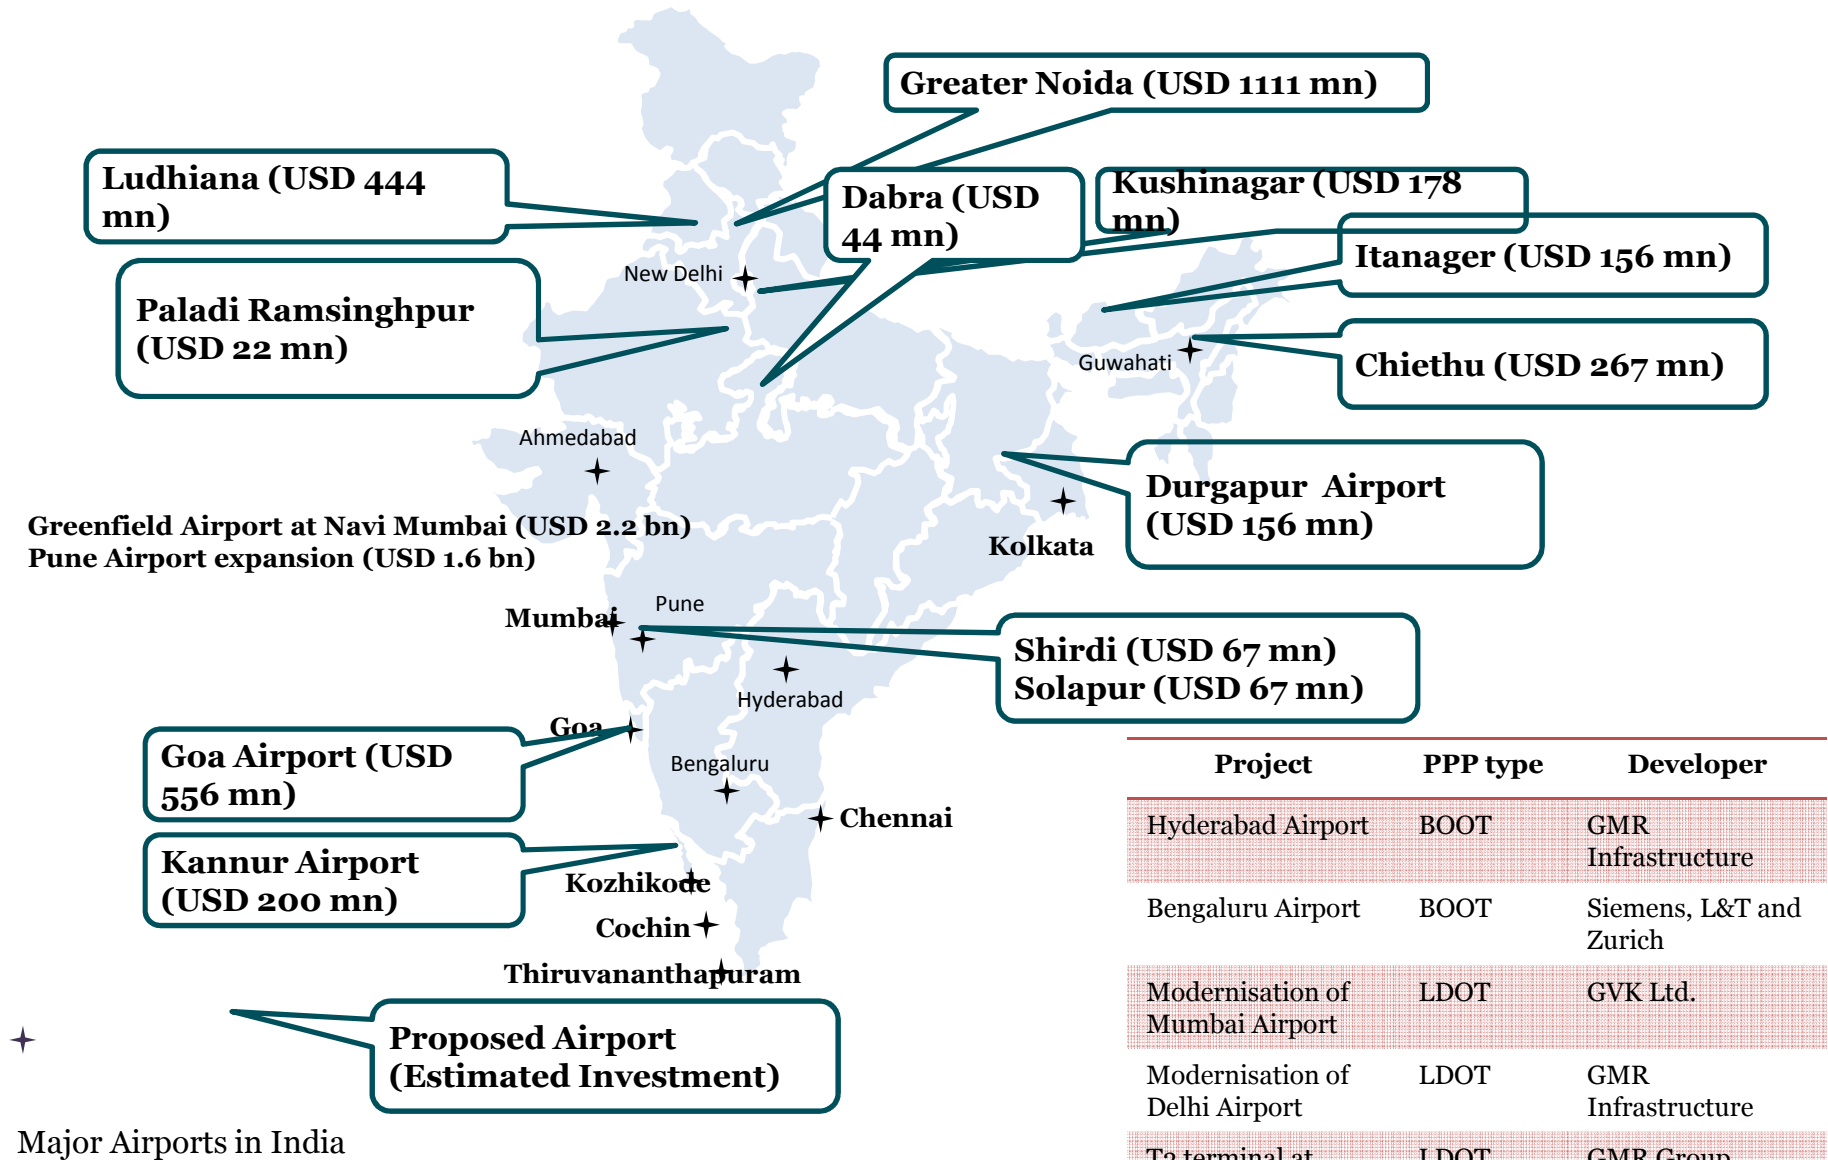 Greater Noida (USD 1111 mn)
Ludhiana (USD 444
mn)
Dabra (USD
44 mn)
Kushinagar (USD 178
mn)
Itanager (USD 156 mn)
New Delhi
Paladi Ramsinghpur
(USD 22 mn)
Guwahati
Chiethu (USD 267 mn)
Ahmedabad
Durgapur Airport
(USD 156 mn)
Greenfield Airport at Navi Mumbai (USD 2.2 bn)
Pune Airport expansion (USD 1.6 bn)
Kolkata
Pune
Mumbai
Shirdi (USD 67 mn)
Solapur (USD 67 mn)
Hyderabad
Goa
Goa Airport (USD
556 mn)
Bengaluru
Chennai
Kannur Airport
(USD 200 mn)
Kozhikode
Cochin
Thiruvananthapuram
Proposed Airport
(Estimated Investment)
Major Airports in India
Project PPP type Developer
Hyderabad Airport BOOT GMR
Infrastructure
Bengaluru Airport BOOT Siemens, L&T and
Zurich
Modernisation of LDOT GVK Ltd.
Mumbai Airport
Modernisation of LDOT GMR
Delhi Airport Infrastructure
terminal at LDOT GMR Group